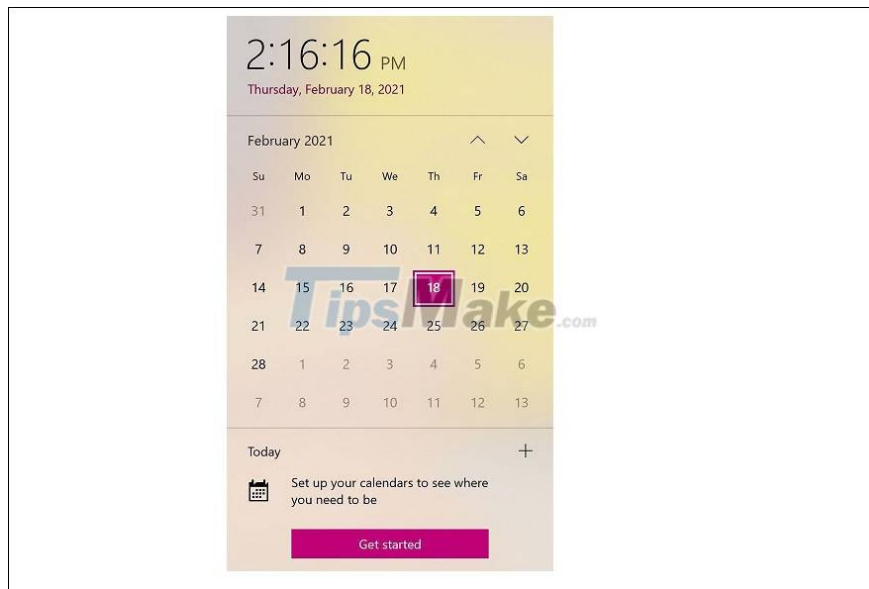 2:16:16 PM
Thursday, February 18, 2021
February 2021
Su Mo Tu We Th Fr Sa
31 1 2 3 4 5 6
7 8 9 10 11 12 13
14 15 16 17 18 19 20
21 22 23 24 25 26 27
28 1 2 3 4 5 6
7 8 9 10 11 12 13
TipsMake.com
Today +
Set up your calendars to see where
you need to be
Get started